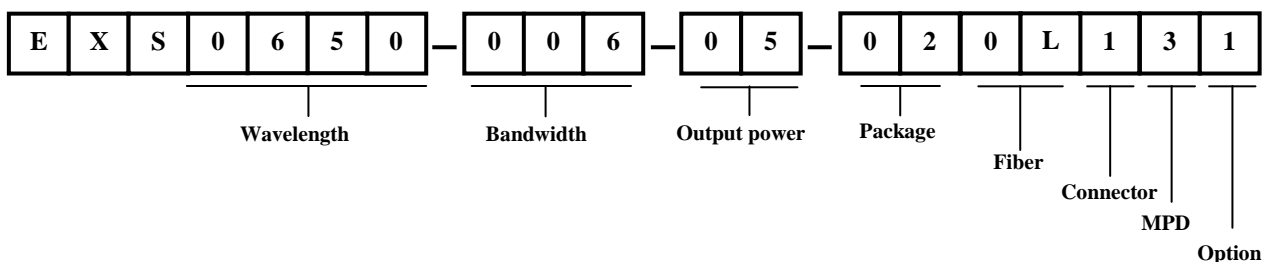 E X S 0 6 5 0 – 0 0 6 – 0 5 – 0 2 0 L 1 3 1
Wavelength Bandwidth Output power Package
Fiber
Connector
MPD
Option